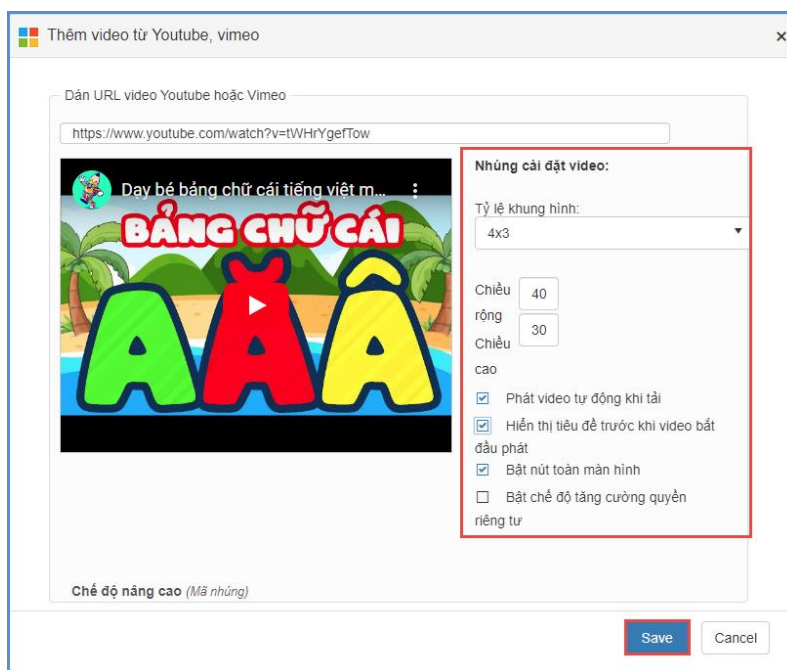 Thêm video từ Youtube, vimeo
×
Dán URL video Youtube hoặc Vimeo
https://www.youtube.com/watch?v=tWHrYgefTow
Dạy bé bảng chữ cái tiếng việt m...
BẢNG CHỮ CÁI
A Ă Â
Nhúng cài đặt video:
Tỷ lệ khung hình:
4x3
Chiều
rộng
40
Chiều
cao
30
Phát video tự động khi tải
Hiển thị tiêu đề trước khi video bắt
đầu phát
Bật nút toàn màn hình
Bật chế độ tăng cường quyền
riêng tư
Chế độ nâng cao (Mã nhúng)
Save Cancel